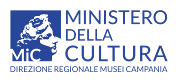 MiC
MINISTERO
DELLA
CULTURA
DIREZIONE REGIONALE MUSEI CAMPANIA